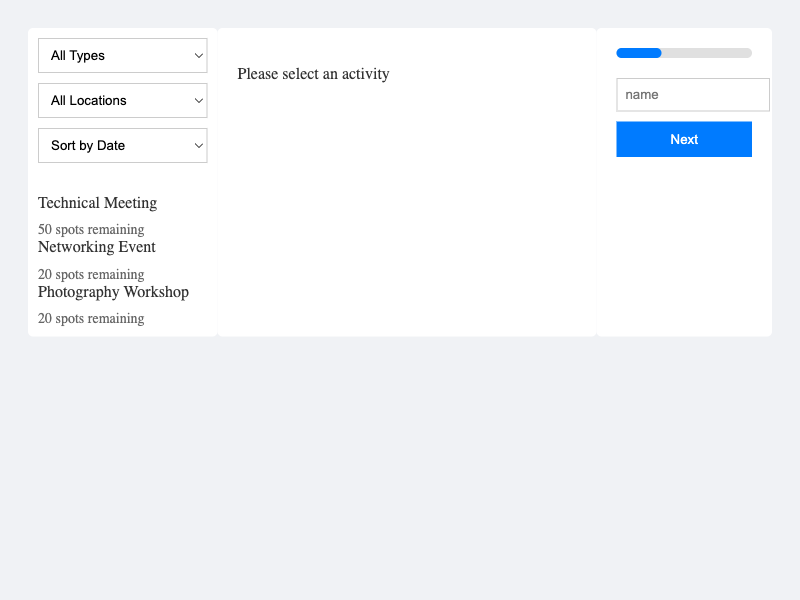 All Types
All Locations
Sort by Date
Technical Meeting
50 spots remaining
Networking Event
20 spots remaining
Photography Workshop
20 spots remaining
Please select an activity
name
Next